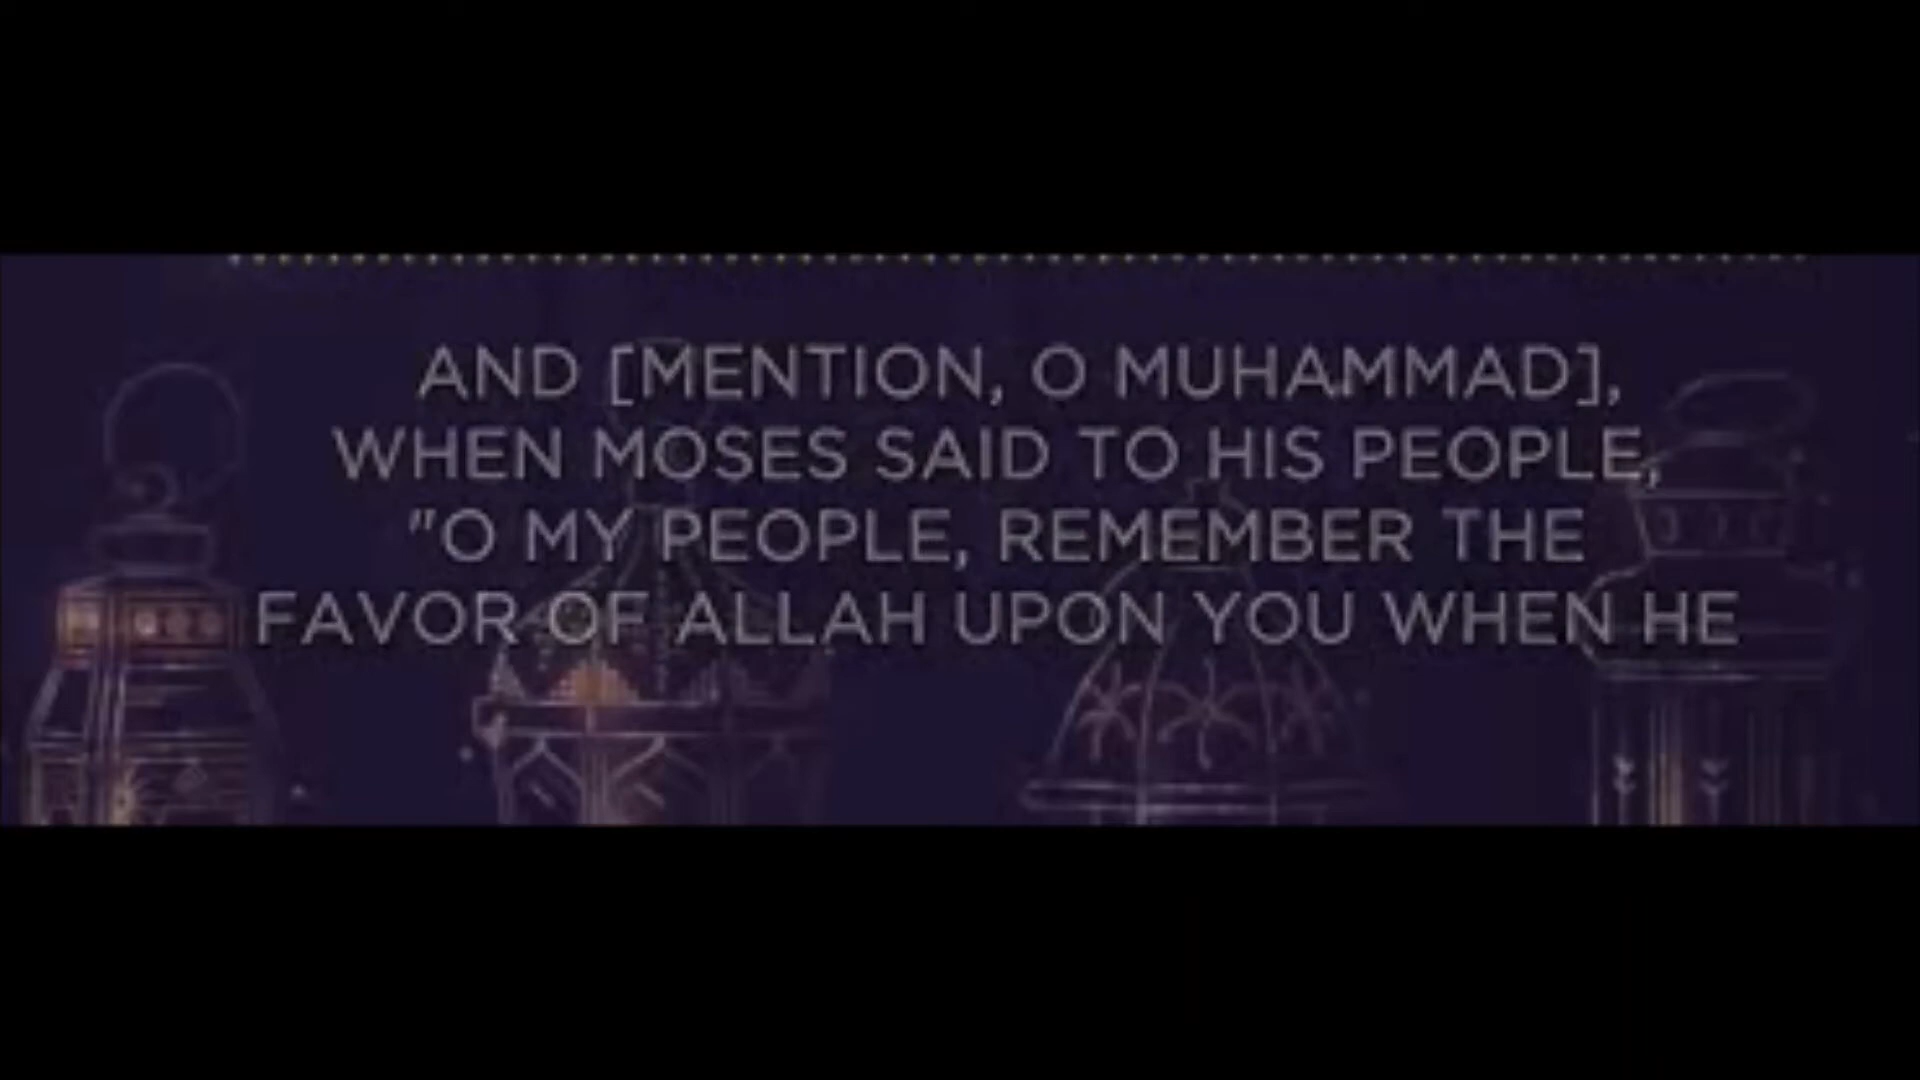 AND [MENTION, O MUHAMMAD],
WHEN MOSES SAID TO HIS PEOPLE,
"O MY PEOPLE, REMEMBER THE
FAVOR OF ALLAH UPON YOU WHEN HE